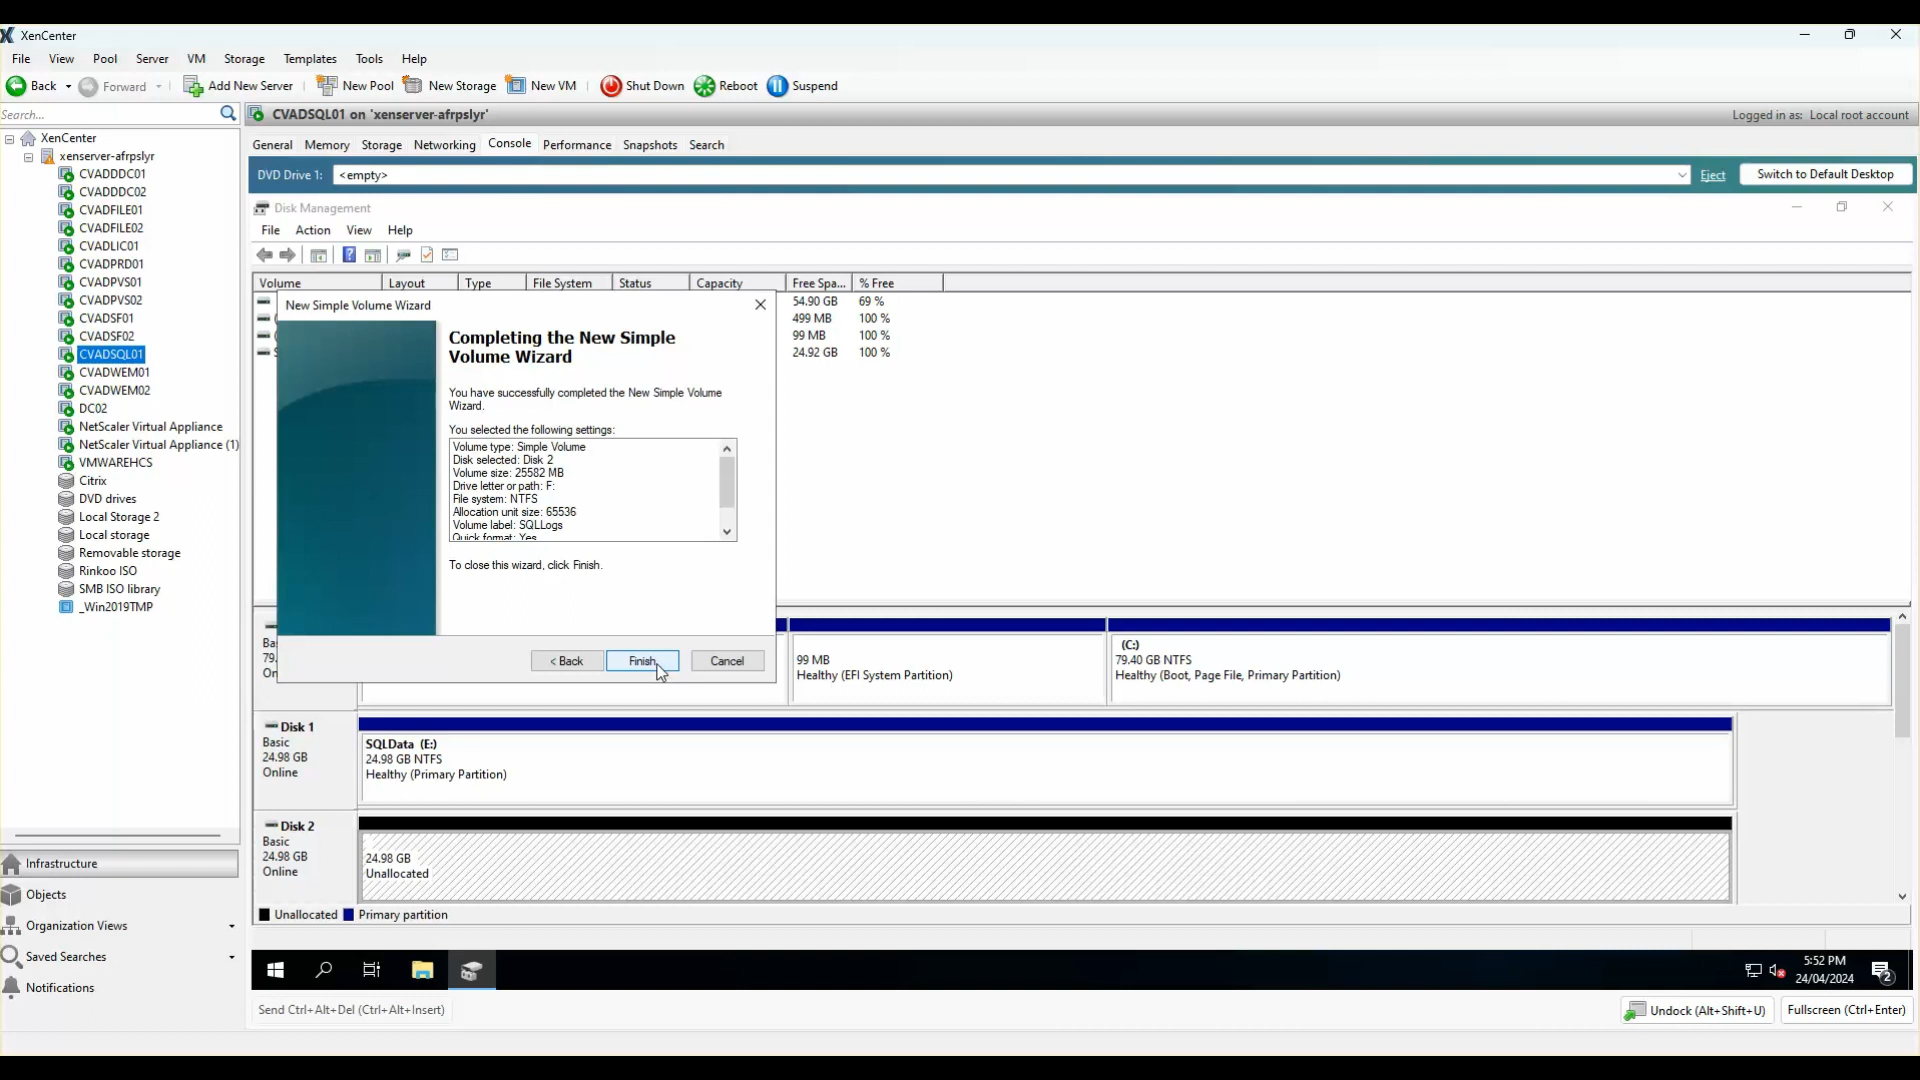 XenCenter
File View Pool Server VM Storage Templates Tools Help
Back Forward Add New Server New Pool New Storage New VM Shut Down Reboot Suspend
Search...
CVADSQL01 on 'xenserver-afrpslyr'
Logged in as: Local root account
XenCenter
xenserver-afrpslyr
CVADDDC01
CVADDDC02
CVADFILE01
CVADFILE02
CVADLIC01
CVADPRD01
CVADPVS01
CVADPVS02
CVADSF01
CVADSF02
CVADSQL01
CVADWEM01
CVADWEM02
DC02
NetScaler Virtual Appliance
NetScaler Virtual Appliance (1)
VMWAREHCS
Citrix
DVD drives
Local Storage 2
Local storage
Removable storage
Rinkoo ISO
SMB ISO library
_Win2019TMP
Infrastructure
Objects
Organization Views
Saved Searches
Notifications
General Memory Storage Networking Console Performance Snapshots Search
DVD Drive 1: <empty> Eject Switch to Default Desktop
Disk Management
File Action View Help
Volume Layout Type File System Status Capacity Free Spa... % Free
54.90 GB 69 %
499 MB 100 %
99 MB 100 %
24.92 GB 100 %
New Simple Volume Wizard
Completing the New Simple
Volume Wizard
You have successfully completed the New Simple Volume
Wizard.
You selected the following settings:
Volume type: Simple Volume
Disk selected: Disk 2
Volume size: 25582 MB
Drive letter or path: F:
File system: NTFS
Allocation unit size: 65536
Volume label: SQLLogs
Quick format: Yes
To close this wizard, click Finish.
< Back Finish Cancel
99 MB
Healthy (EFI System Partition)
(C:)
79.40 GB NTFS
Healthy (Boot, Page File, Primary Partition)
Disk 1
Basic
24.98 GB
Online
SQLData (E:)
24.98 GB NTFS
Healthy (Primary Partition)
Disk 2
Basic
24.98 GB
Online
24.98 GB
Unallocated
Unallocated Primary partition
5:52 PM
24/04/2024
2
Send Ctrl+Alt+Del (Ctrl+Alt+Insert)
Undock (Alt+Shift+U)
Fullscreen (Ctrl+Enter)